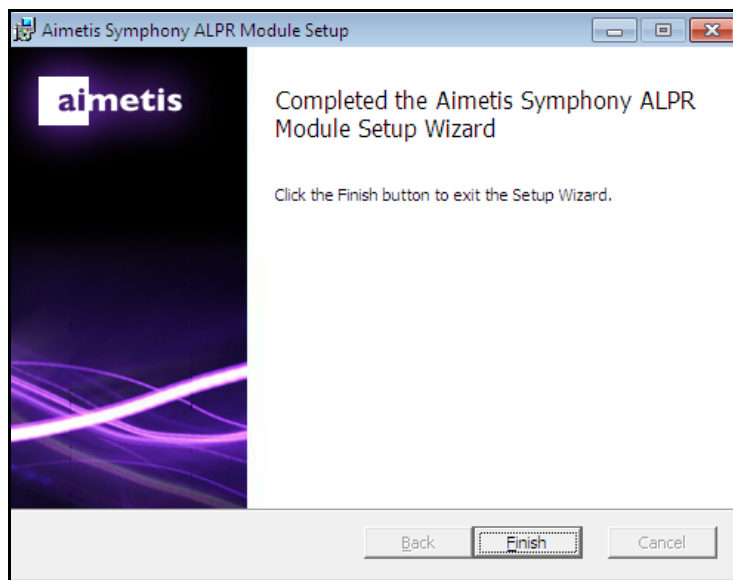 Aimetis Symphony ALPR Module Setup
aimetis
Completed the Aimetis Symphony ALPR
Module Setup Wizard
Click the Finish button to exit the Setup Wizard.
Back
Finish
Cancel